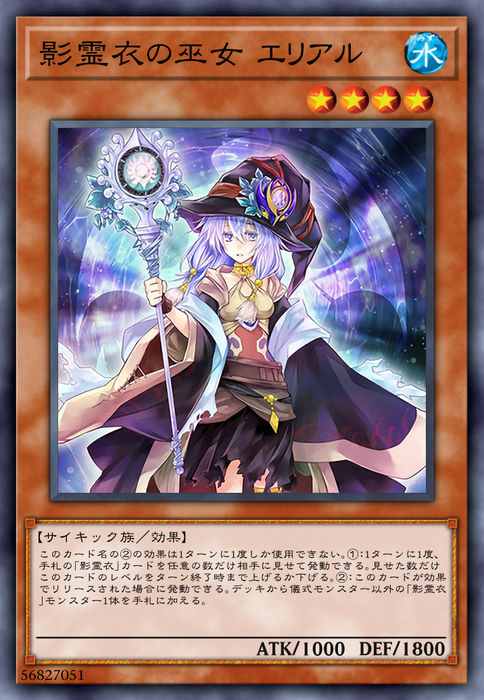 影霊衣の巫女 エリアル
みず
水
【サイキック族／効果】
このカード名の②の効果は1ターンに1度しか使用できない。①：1ターンに1度、
手札の「影霊衣」カードを任意の数だけ相手に見せて発動できる。見せた数だけ
このカードのレベルをターン終了時まで上げるか下げる。②：このカードが効果
でリリースされた場合に発動できる。デッキから儀式モンスター以外の「影霊衣
」モンスター1体を手札に加える。
ATK/1000 DEF/1800
56827051